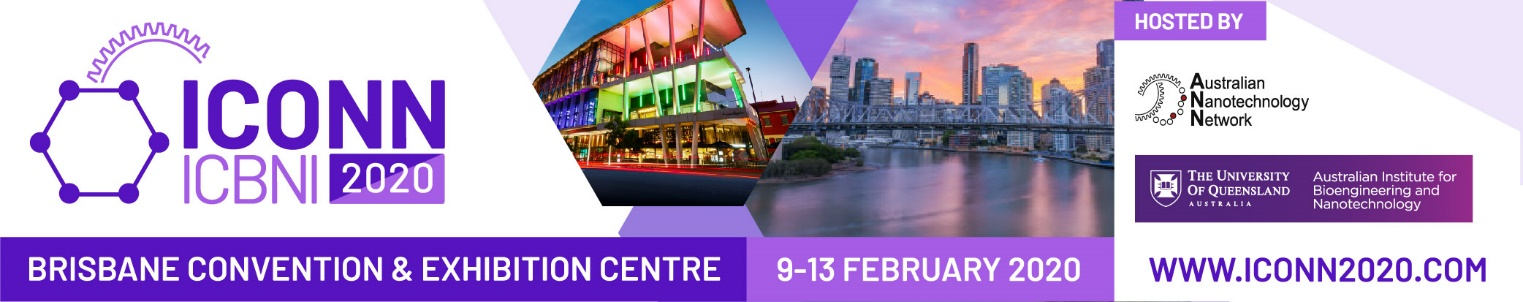 ICONN
ICBNI 2020
HOSTED BY
Australian
Nanotechnology
Network
THE UNIVERSITY
OF QUEENSLAND
AUSTRALIA
Australian Institute for
Bioengineering and
Nanotechnology
BRISBANE CONVENTION & EXHIBITION CENTRE
9-13 FEBRUARY 2020
WWW.ICONN2020.COM